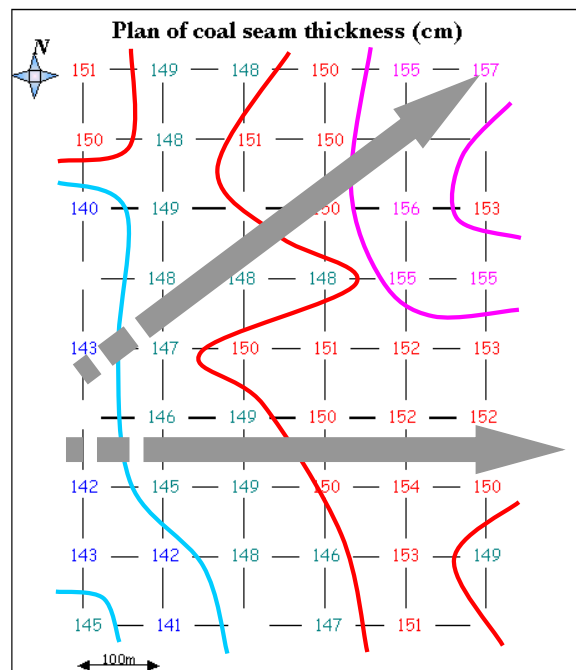 Plan of coal seam thickness (cm)
N
151 149 148 150 155 157
150 148 151 150
140 149 150 156 153
148 148 148 155 155
143 147 150 151 152 153
146 149 150 152 152
142 145 149 150 154 150
143 142 148 146 153 149
145 141 147 151
100m